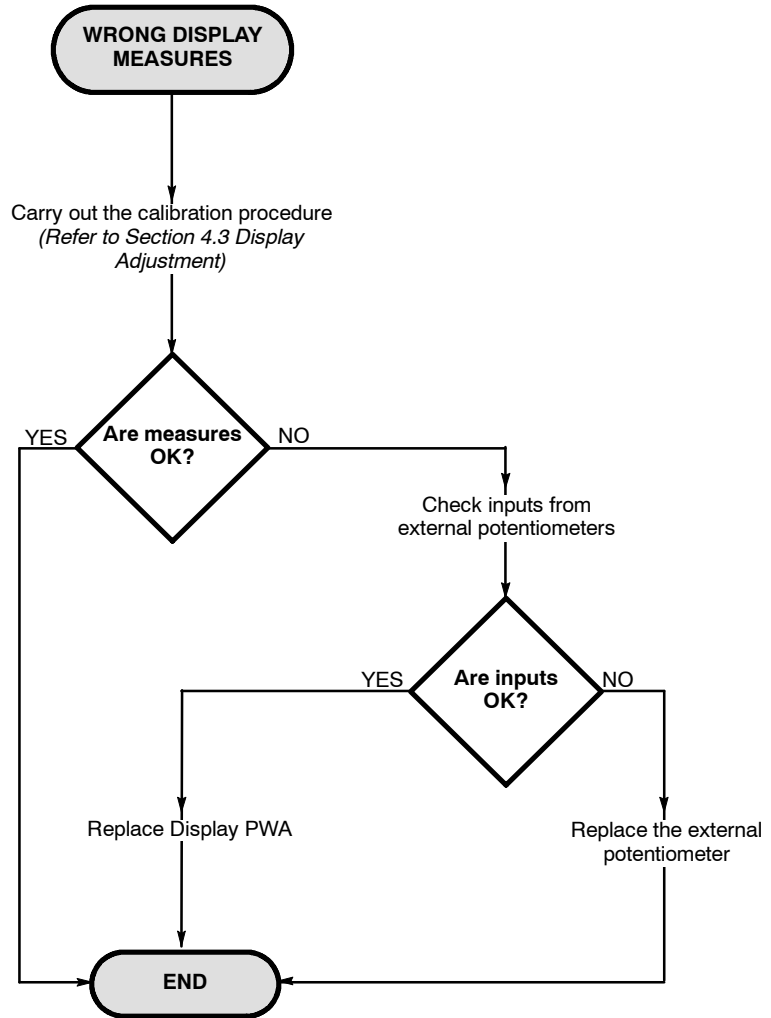 WRONG DISPLAY
MEASURES
Carry out the calibration procedure
(Refer to Section 4.3 Display
Adjustment)
YES
Are measures
OK?
NO
Check inputs from
external potentiometers
YES
Are inputs
OK?
NO
Replace Display PWA
Replace the external
potentiometer
END